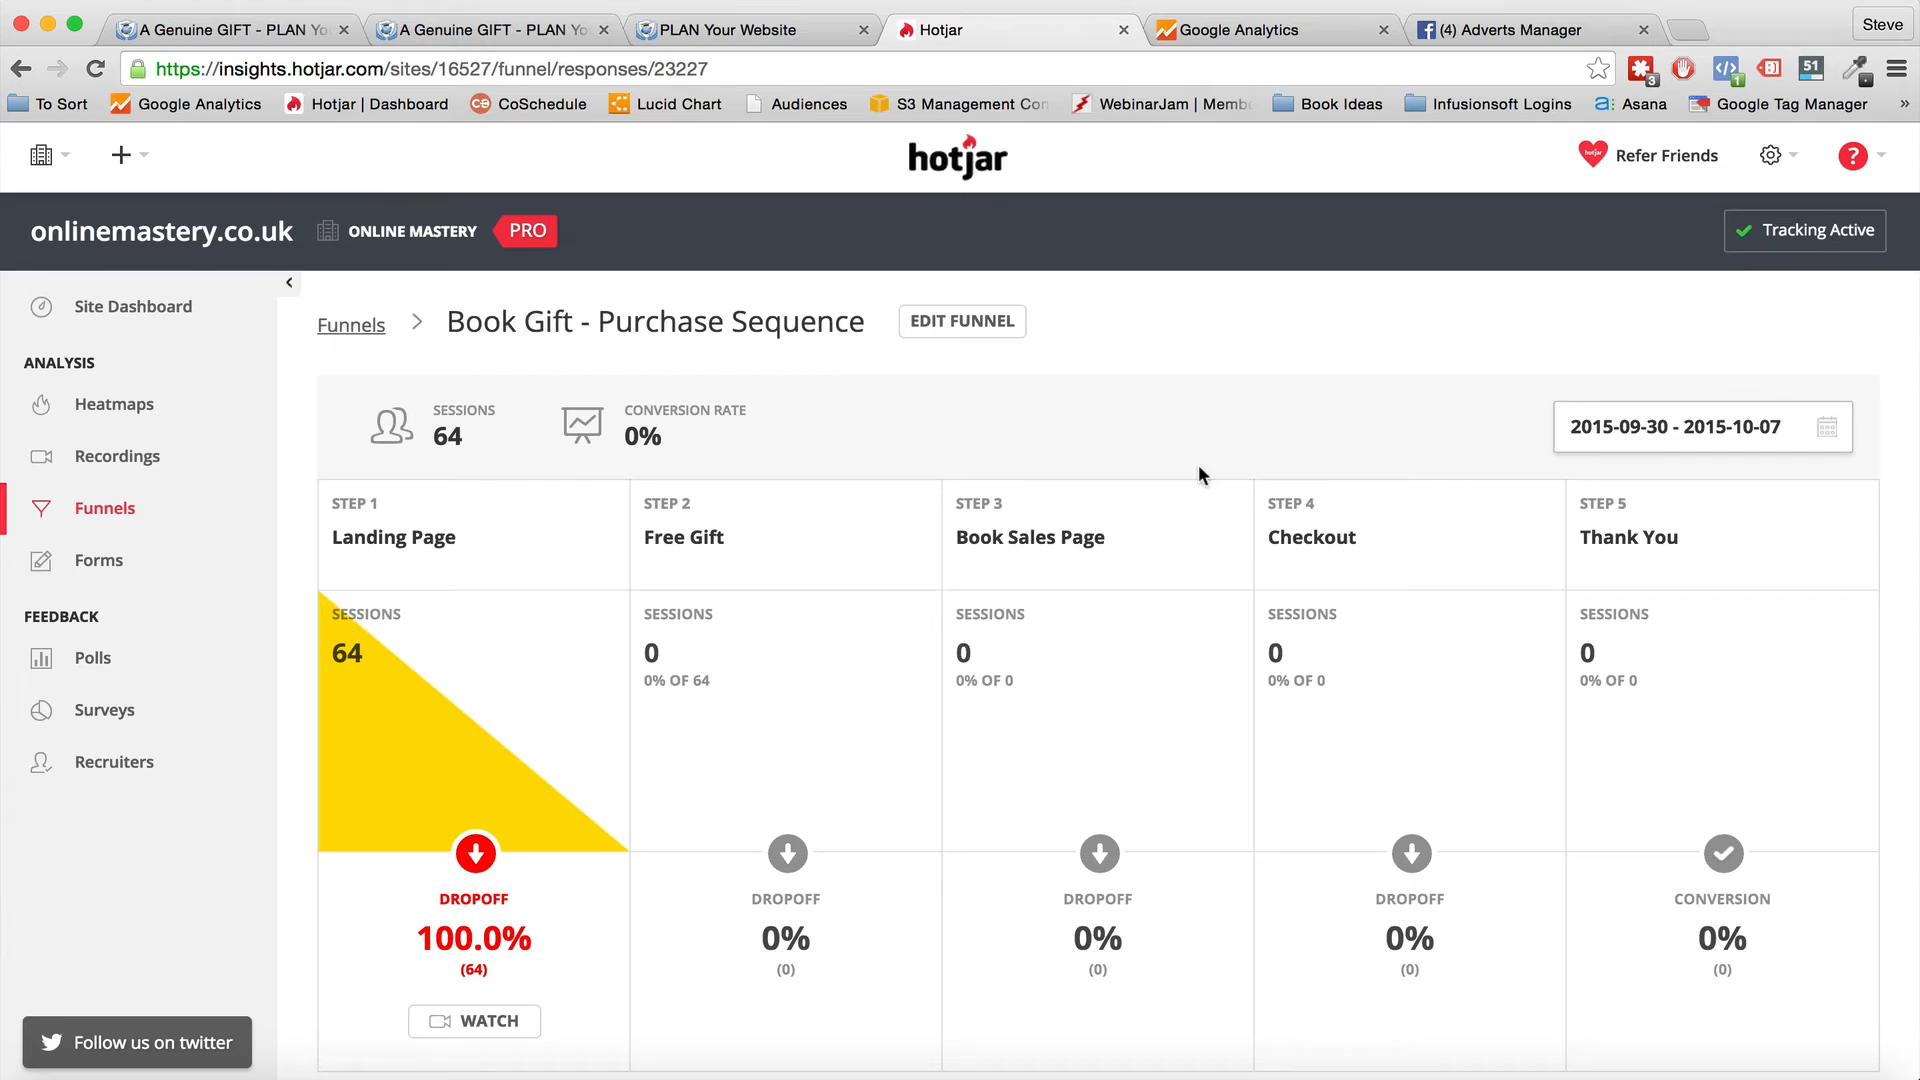 A Genuine GIFT - PLAN Yo
A Genuine GIFT - PLAN Yo
PLAN Your Website
Hotjar
Google Analytics
(4) Adverts Manager
Steve
https://insights.hotjar.com/sites/16527/funnel/responses/23227
3
1
51
To Sort
Google Analytics
Hotjar | Dashboard
CoSchedule
Lucid Chart
Audiences
S3 Management Con
WebinarJam | Membe
Book Ideas
Infusionsoft Logins
Asana
Google Tag Manager
»
hotjar
Refer Friends
?
onlinemastery.co.uk
ONLINE MASTERY
PRO
Tracking Active
Site Dashboard
ANALYSIS
Heatmaps
Recordings
Funnels
Forms
FEEDBACK
Polls
Surveys
Recruiters
Follow us on twitter
Funnels
Book Gift - Purchase Sequence
EDIT FUNNEL
SESSIONS
64
CONVERSION RATE
0%
2015-09-30 - 2015-10-07
STEP 1
Landing Page
STEP 2
Free Gift
STEP 3
Book Sales Page
STEP 4
Checkout
STEP 5
Thank You
SESSIONS
64
SESSIONS
0
0% OF 64
SESSIONS
0
0% OF 0
SESSIONS
0
0% OF 0
SESSIONS
0
0% OF 0
DROPOFF
100.0%
(64)
WATCH
DROPOFF
0%
(0)
DROPOFF
0%
(0)
DROPOFF
0%
(0)
CONVERSION
0%
(0)